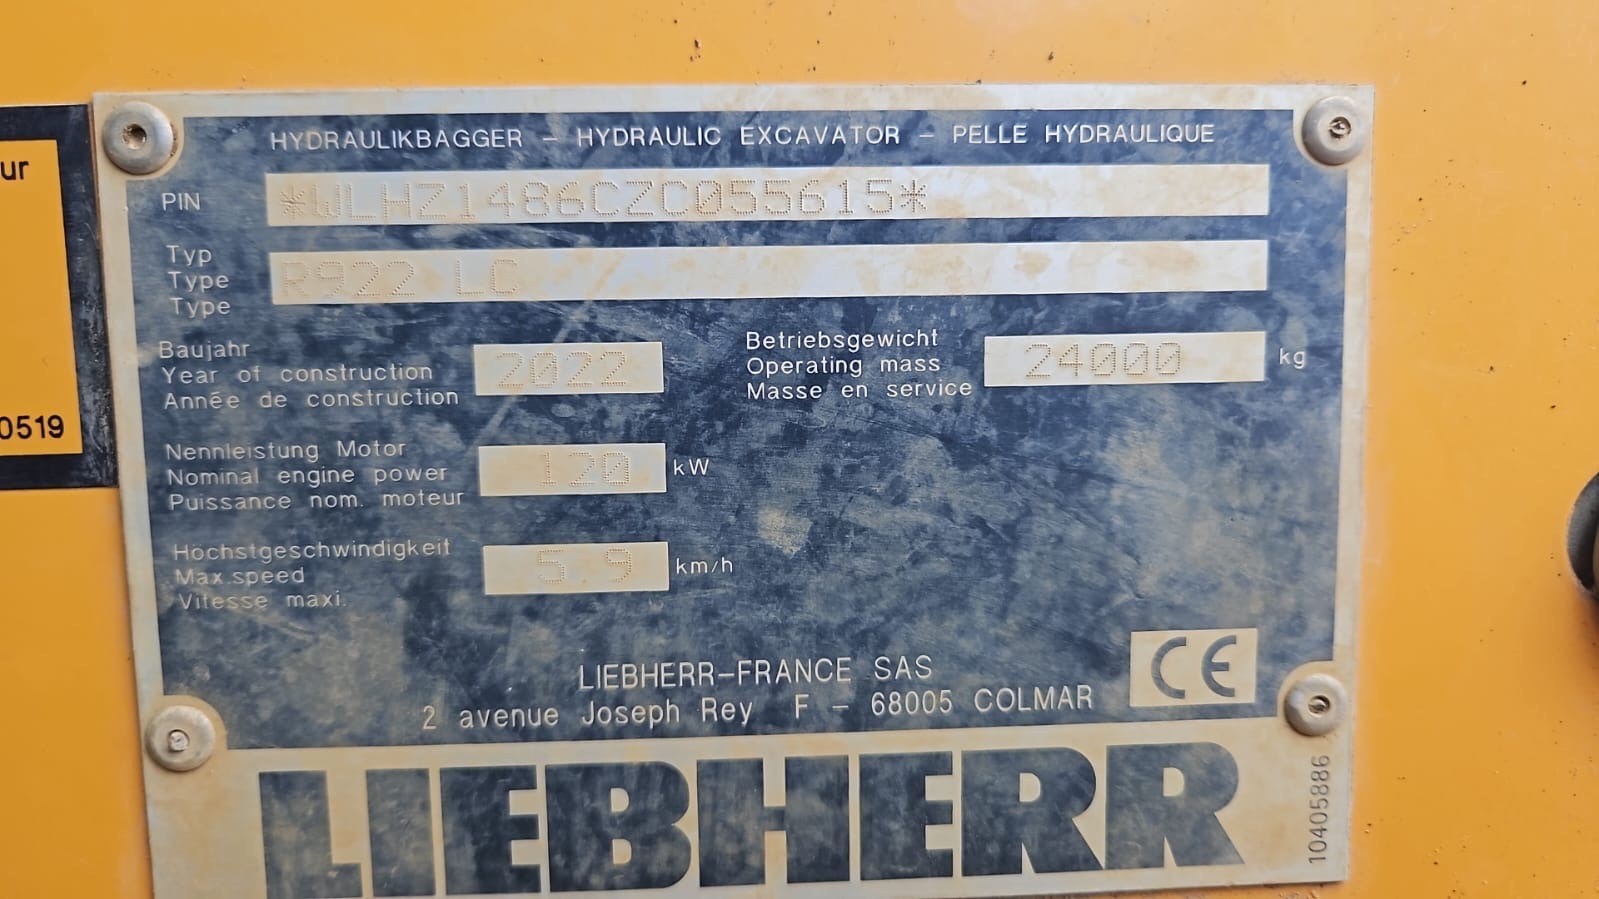 ur
0519
HYDRAULIKBAGGER – HYDRAULIC EXCAVATOR – PELLE HYDRAULIQUE
PIN *WLHZ1486CZC055615*
Typ
Type R922 LC
Type
Baujahr
Year of construction 2022
Année de construction
Betriebsgewicht
Operating mass 24000 kg
Masse en service
Nennleistung Motor
Nominal engine power 120 kW
Puissance nom. moteur
Höchstgeschwindigkeit
Max.speed 5.9 km/h
Vitesse maxi.
LIEBHERR-FRANCE SAS
2 avenue Joseph Rey F – 68005 COLMAR
CE
LIEBHERR
10405886